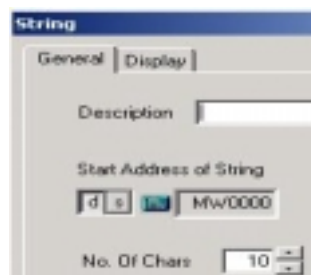 String
General Display
Description
Start Address of String
d s MW0000
No. Of Chars 10